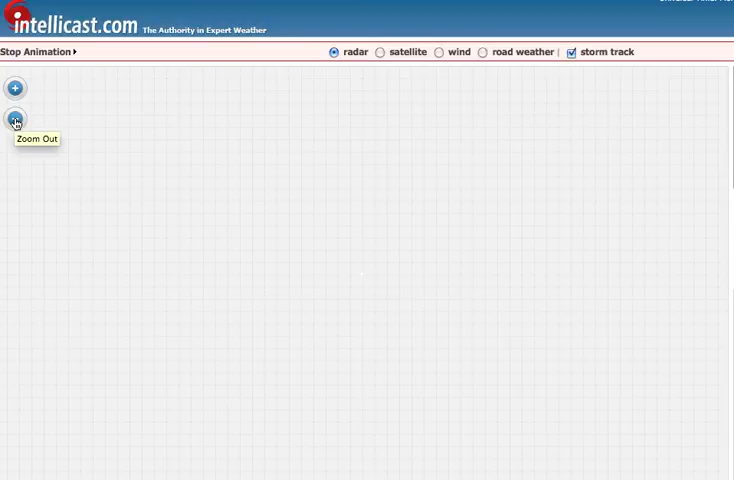 intellicast.com The Authority in Expert Weather
Stop Animation radar satellite wind road weather | storm track
Zoom Out